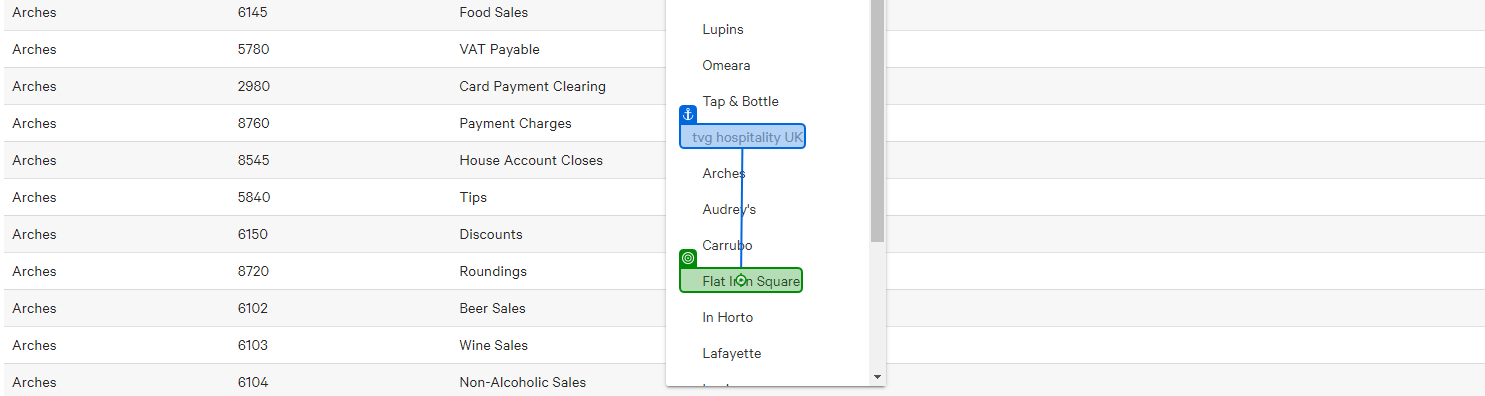 Arches 6145 Food Sales
Arches 5780 VAT Payable
Arches 2980 Card Payment Clearing
Arches 8760 Payment Charges
Arches 8545 House Account Closes
Arches 5840 Tips
Arches 6150 Discounts
Arches 8720 Roundings
Arches 6102 Beer Sales
Arches 6103 Wine Sales
Arches 6104 Non-Alcoholic Sales
Lupins
Omeara
Tap & Bottle
tvg hospitality UK
Arches
Audrey's
Carrubo
Flat Iron Square
In Horto
Lafayette